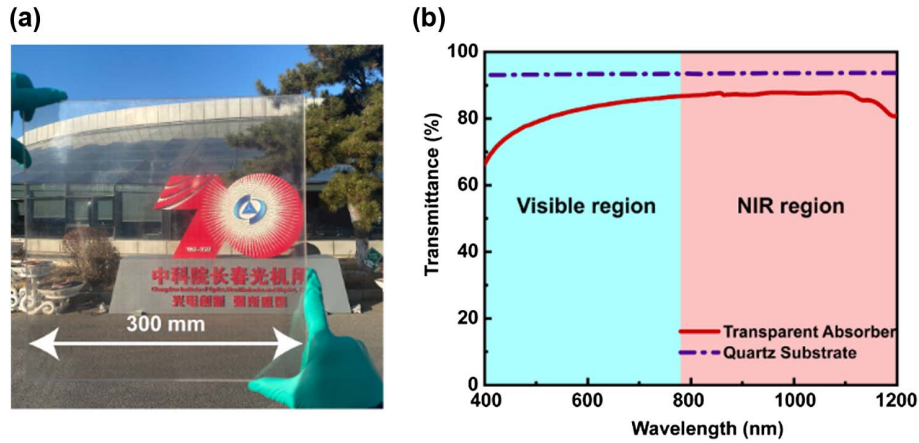 (a)
(b)
70
中科院长春光机所
300 mm
Transmittance (%)
100
80
60
40
20
0
Visible region
NIR region
Transparent Absorber
Quartz Substrate
400
600
800
1000
1200
Wavelength (nm)